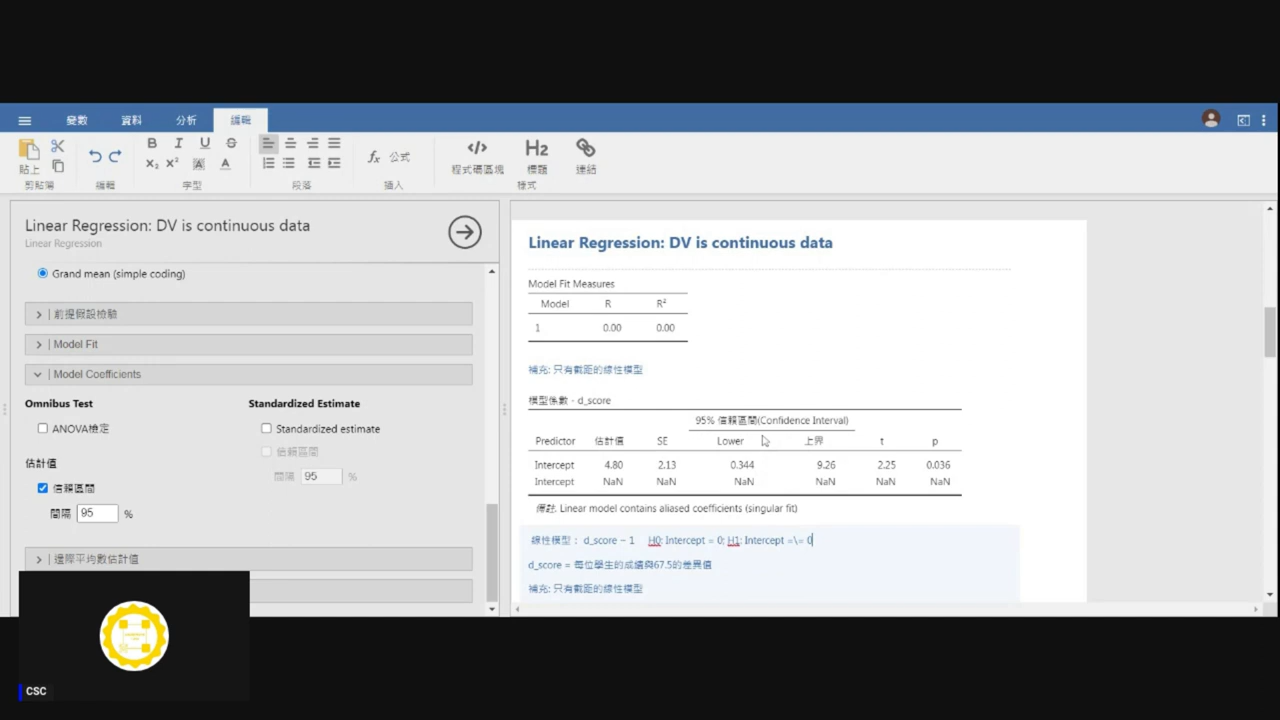 變數 資料 分析 編輯
B I U S
貼上 X₂ X² A A fx 公式 </> 程式碼區塊 H2 標題 連結
剪貼簿 編輯 字型 段落 插入 樣式
Linear Regression: DV is continuous data
Linear Regression
Grand mean (simple coding)
| 前提假設檢驗
| Model Fit
| Model Coefficients
Omnibus Test Standardized Estimate
ANOVA檢定 Standardized estimate
信賴區間
估計值 間隔 95 %
信賴區間
間隔 95 %
| 邊際平均數估計值
CSC
Linear Regression: DV is continuous data
Model Fit Measures
Model R R²
1 0.00 0.00
補充: 只有截距的線性模型
模型係數 - d_score
95% 信賴區間(Confidence Interval)
Predictor 估計值 SE Lower 上界 t p
Intercept 4.80 2.13 0.344 9.26 2.25 0.036
Intercept NaN NaN NaN NaN NaN NaN
備註. Linear model contains aliased coefficients (singular fit)
線性模型： d_score ~ 1 H0: Intercept = 0; H1: Intercept =\= 0
d_score = 每位學生的成績與67.5的差異值
補充: 只有截距的線性模型